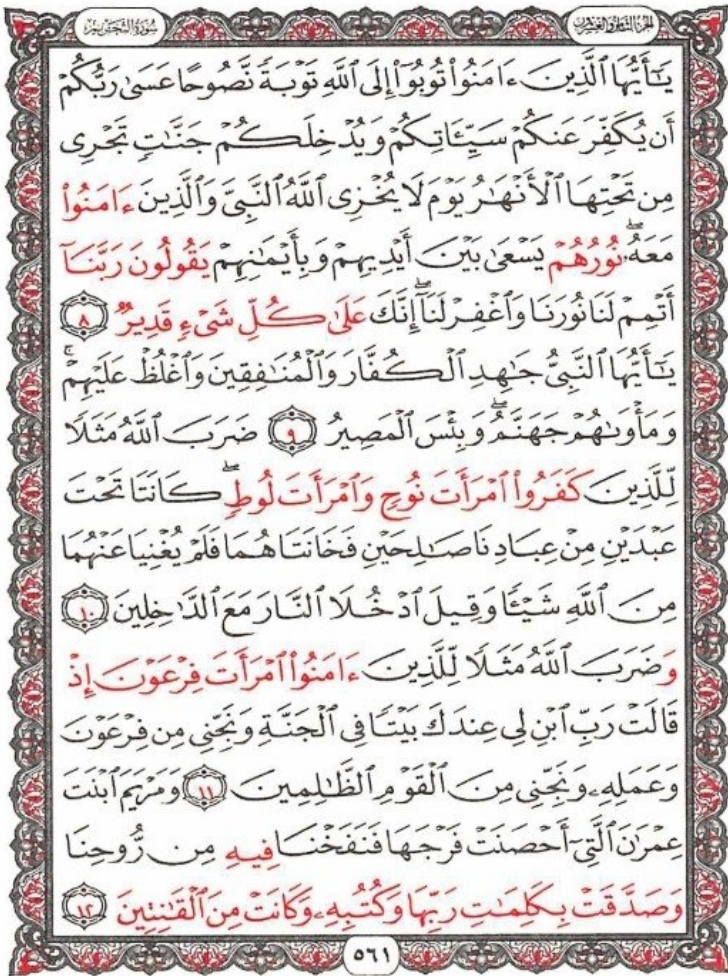 الجزء الثامن والعشرون سورة التحريم
يَٰٓأَيُّهَا ٱلَّذِينَ ءَامَنُوا۟ تُوبُوٓا۟ إِلَى ٱللَّهِ تَوْبَةً نَّصُوحًا عَسَىٰ رَبُّكُمْ
أَن يُكَفِّرَ عَنكُمْ سَيِّـَٔاتِكُمْ وَيُدْخِلَكُمْ جَنَّٰتٍ تَجْرِى
مِن تَحْتِهَا ٱلْأَنْهَٰرُ يَوْمَ لَا يُخْزِى ٱللَّهُ ٱلنَّبِىَّ وَٱلَّذِينَ ءَامَنُوا۟
مَعَهُۥۖ نُورُهُمْ يَسْعَىٰ بَيْنَ أَيْدِيهِمْ وَبِأَيْمَٰنِهِمْ يَقُولُونَ رَبَّنَآ
أَتْمِمْ لَنَا نُورَنَا وَٱغْفِرْ لَنَآۖ إِنَّكَ عَلَىٰ كُلِّ شَىْءٍ قَدِيرٌ ٨
يَٰٓأَيُّهَا ٱلنَّبِىُّ جَٰهِدِ ٱلْكُفَّارَ وَٱلْمُنَٰفِقِينَ وَٱغْلُظْ عَلَيْهِمْۚ
وَمَأْوَىٰهُمْ جَهَنَّمُۖ وَبِئْسَ ٱلْمَصِيرُ ٩ ضَرَبَ ٱللَّهُ مَثَلًا
لِّلَّذِينَ كَفَرُوا۟ ٱمْرَأَتَ نُوحٍ وَٱمْرَأَتَ لُوطٍۖ كَانَتَا تَحْتَ
عَبْدَيْنِ مِنْ عِبَادِنَا صَٰلِحَيْنِ فَخَانَتَاهُمَا فَلَمْ يُغْنِيَا عَنْهُمَا
مِنَ ٱللَّهِ شَيْـًٔا وَقِيلَ ٱدْخُلَا ٱلنَّارَ مَعَ ٱلدَّٰخِلِينَ ١٠
وَضَرَبَ ٱللَّهُ مَثَلًا لِّلَّذِينَ ءَامَنُوا۟ ٱمْرَأَتَ فِرْعَوْنَ إِذْ
قَالَتْ رَبِّ ٱبْنِ لِى عِندَكَ بَيْتًا فِى ٱلْجَنَّةِ وَنَجِّنِى مِن فِرْعَوْنَ
وَعَمَلِهِۦ وَنَجِّنِى مِنَ ٱلْقَوْمِ ٱلظَّٰلِمِينَ ١١ وَمَرْيَمَ ٱبْنَتَ
عِمْرَٰنَ ٱلَّتِىٓ أَحْصَنَتْ فَرْجَهَا فَنَفَخْنَا فِيهِ مِن رُّوحِنَا
وَصَدَّقَتْ بِكَلِمَٰتِ رَبِّهَا وَكُتُبِهِۦ وَكَانَتْ مِنَ ٱلْقَٰنِتِينَ ١٢
٥٦١